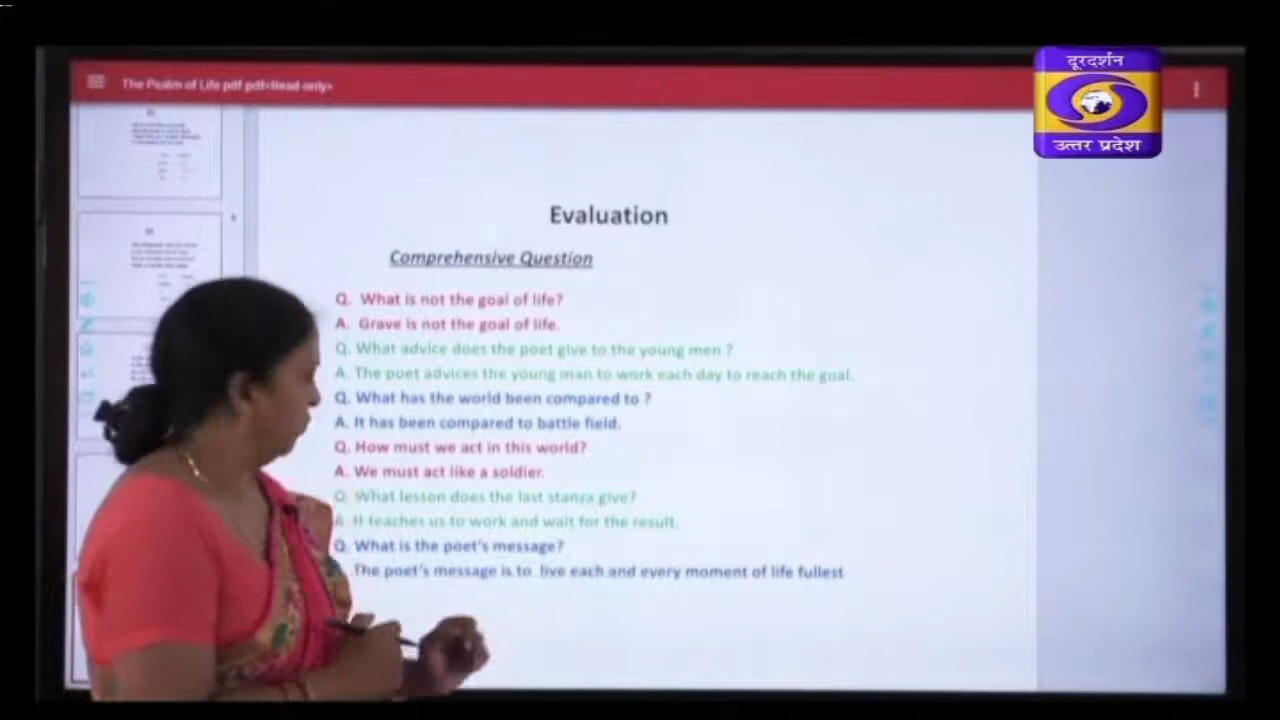 The Psalm of Life pdf pdf<Read only>
दूरदर्शन
उत्तर प्रदेश
Evaluation
Comprehensive Question
Q. What is not the goal of life?
A. Grave is not the goal of life.
Q. What advice does the poet give to the young men ?
A. The poet advices the young man to work each day to reach the goal.
Q. What has the world been compared to ?
A. It has been compared to battle field.
Q. How must we act in this world?
A. We must act like a soldier.
Q. What lesson does the last stanza give?
A. It teaches us to work and wait for the result.
Q. What is the poet's message?
.The poet's message is to live each and every moment of life fullest